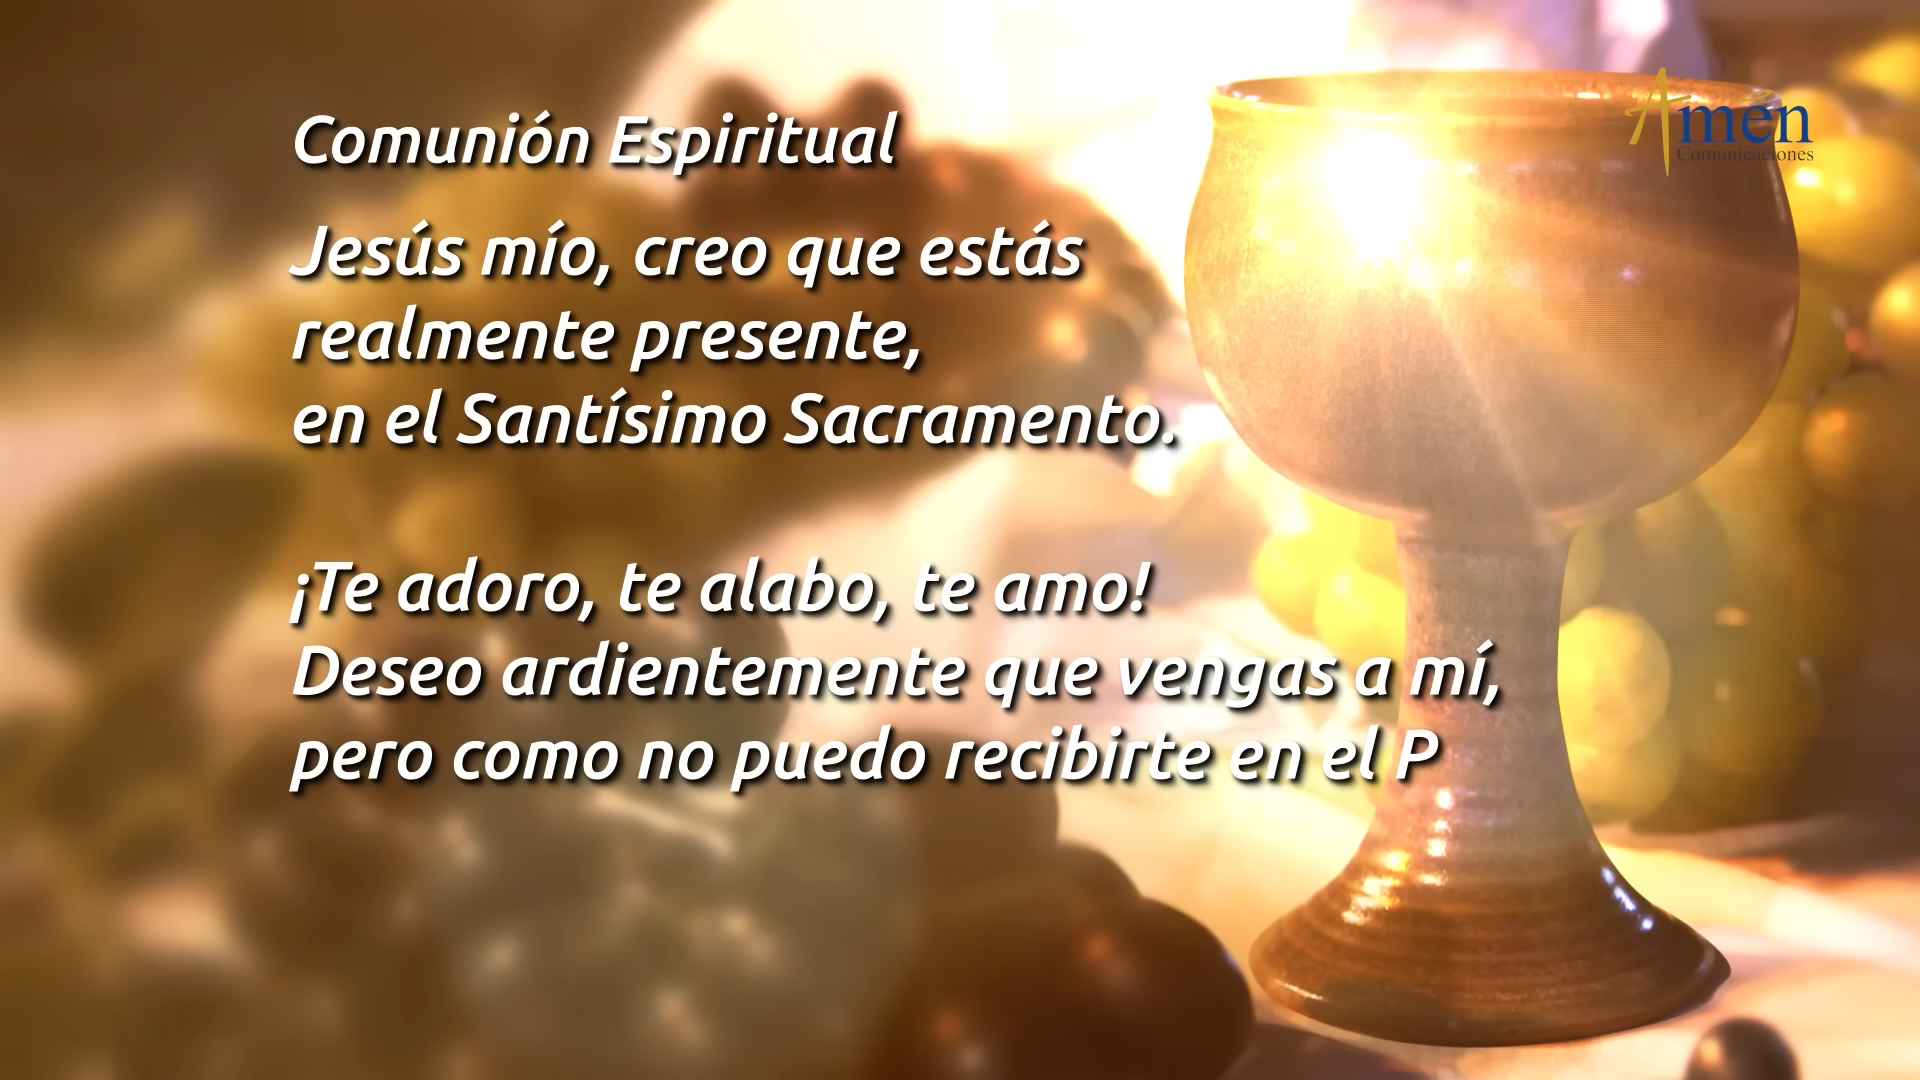 Amén
Comunicaciones
Comunión Espiritual
Jesús mío, creo que estás
realmente presente,
en el Santísimo Sacramento.
¡Te adoro, te alabo, te amo!
Deseo ardientemente que vengas a mí,
pero como no puedo recibirte en el P